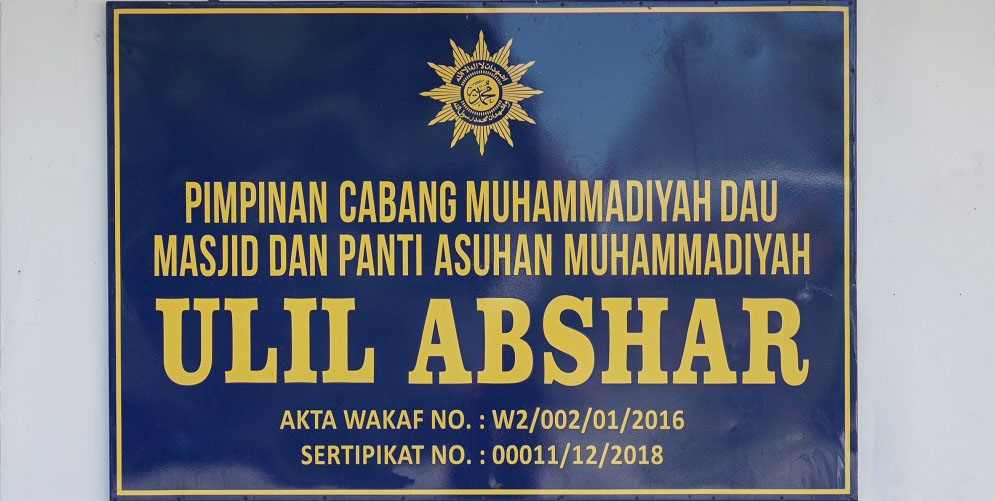 محمد
PIMPINAN CABANG MUHAMMADIYAH DAU
MASJID DAN PANTI ASUHAN MUHAMMADIYAH
ULIL ABSHAR
AKTA WAKAF NO. : W2/002/01/2016
SERTIPIKAT NO. : 00011/12/2018